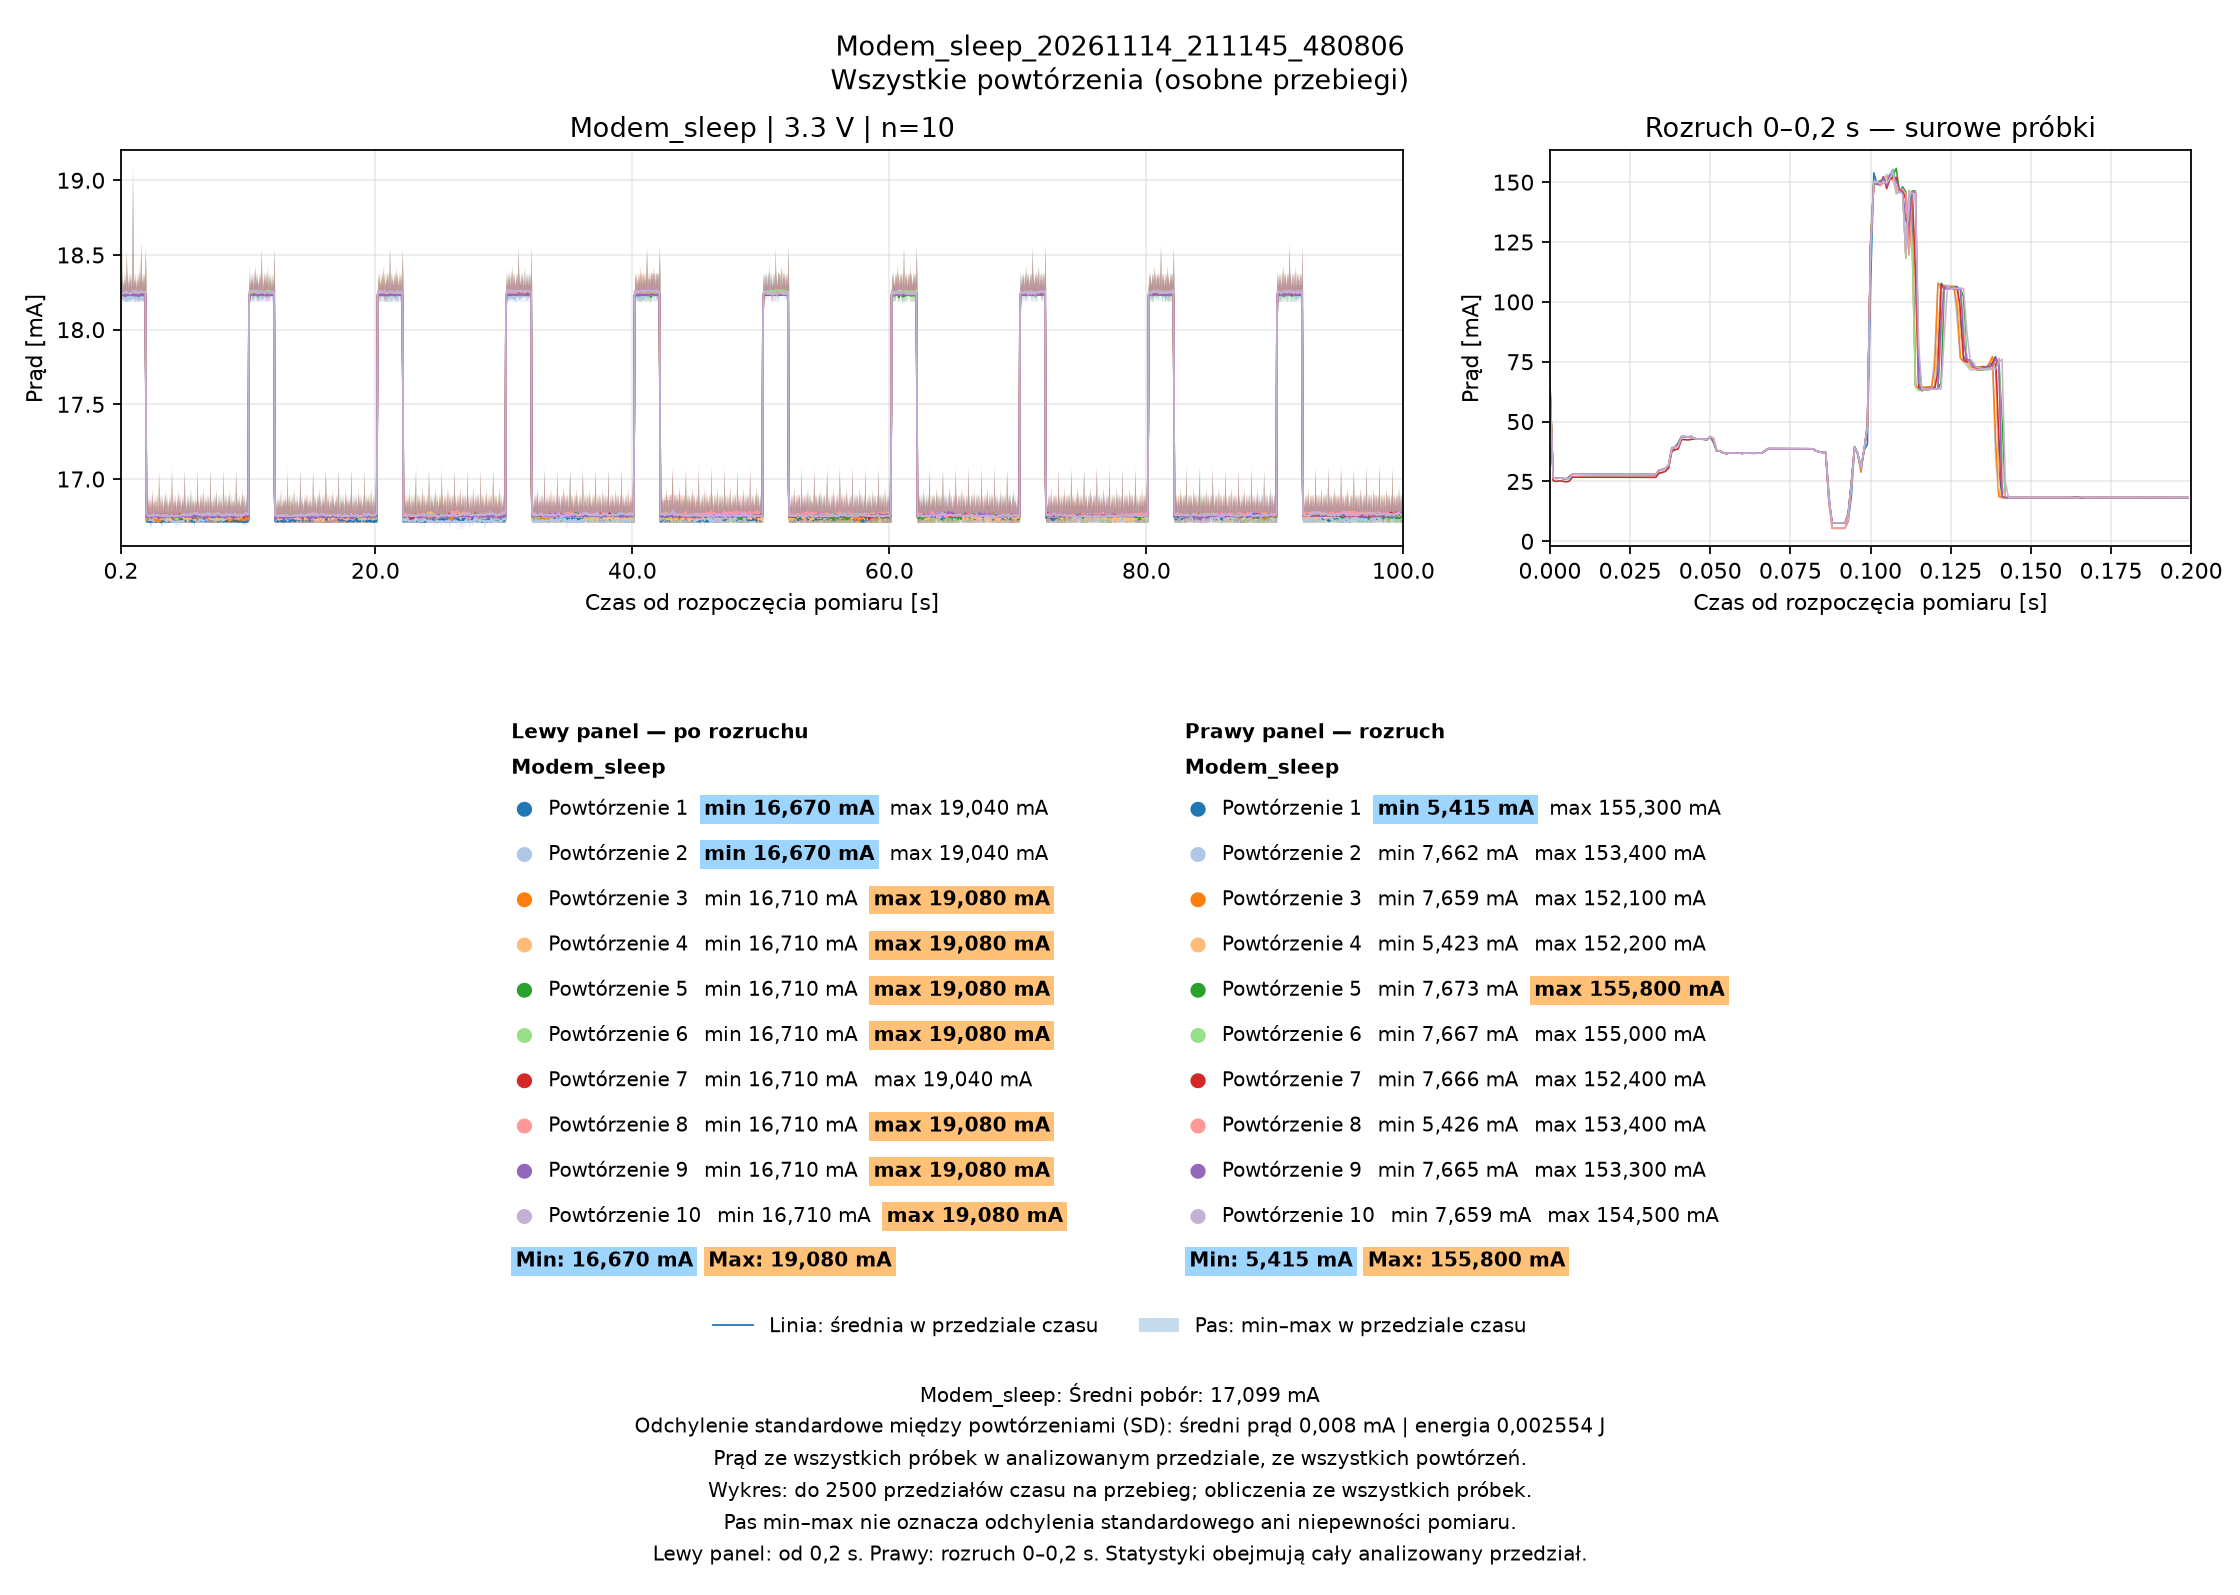 Modem_sleep_20261114_211145_480806
Wszystkie powtórzenia (osobne przebiegi)
Modem_sleep | 3.3 V | n=10
Prąd [mA]
19.0
18.5
18.0
17.5
17.0
0.2 20.0 40.0 60.0 80.0 100.0
Czas od rozpoczęcia pomiaru [s]
Rozruch 0–0,2 s — surowe próbki
Prąd [mA]
150
125
100
75
50
25
0
0.000 0.025 0.050 0.075 0.100 0.125 0.150 0.175 0.200
Czas od rozpoczęcia pomiaru [s]
Lewy panel — po rozruchu
Modem_sleep
Powtórzenie 1 min 16,670 mA max 19,040 mA
Powtórzenie 2 min 16,670 mA max 19,040 mA
Powtórzenie 3 min 16,710 mA max 19,080 mA
Powtórzenie 4 min 16,710 mA max 19,080 mA
Powtórzenie 5 min 16,710 mA max 19,080 mA
Powtórzenie 6 min 16,710 mA max 19,080 mA
Powtórzenie 7 min 16,710 mA max 19,040 mA
Powtórzenie 8 min 16,710 mA max 19,080 mA
Powtórzenie 9 min 16,710 mA max 19,080 mA
Powtórzenie 10 min 16,710 mA max 19,080 mA
Min: 16,670 mA Max: 19,080 mA
Prawy panel — rozruch
Modem_sleep
Powtórzenie 1 min 5,415 mA max 155,300 mA
Powtórzenie 2 min 7,662 mA max 153,400 mA
Powtórzenie 3 min 7,659 mA max 152,100 mA
Powtórzenie 4 min 5,423 mA max 152,200 mA
Powtórzenie 5 min 7,673 mA max 155,800 mA
Powtórzenie 6 min 7,667 mA max 155,000 mA
Powtórzenie 7 min 7,666 mA max 152,400 mA
Powtórzenie 8 min 5,426 mA max 153,400 mA
Powtórzenie 9 min 7,665 mA max 153,300 mA
Powtórzenie 10 min 7,659 mA max 154,500 mA
Min: 5,415 mA Max: 155,800 mA
Linia: średnia w przedziale czasu Pas: min–max w przedziale czasu
Modem_sleep: Średni pobór: 17,099 mA
Odchylenie standardowe między powtórzeniami (SD): średni prąd 0,008 mA | energia 0,002554 J
Prąd ze wszystkich próbek w analizowanym przedziale, ze wszystkich powtórzeń.
Wykres: do 2500 przedziałów czasu na przebieg; obliczenia ze wszystkich próbek.
Pas min–max nie oznacza odchylenia standardowego ani niepewności pomiaru.
Lewy panel: od 0,2 s. Prawy: rozruch 0–0,2 s. Statystyki obejmują cały analizowany przedział.